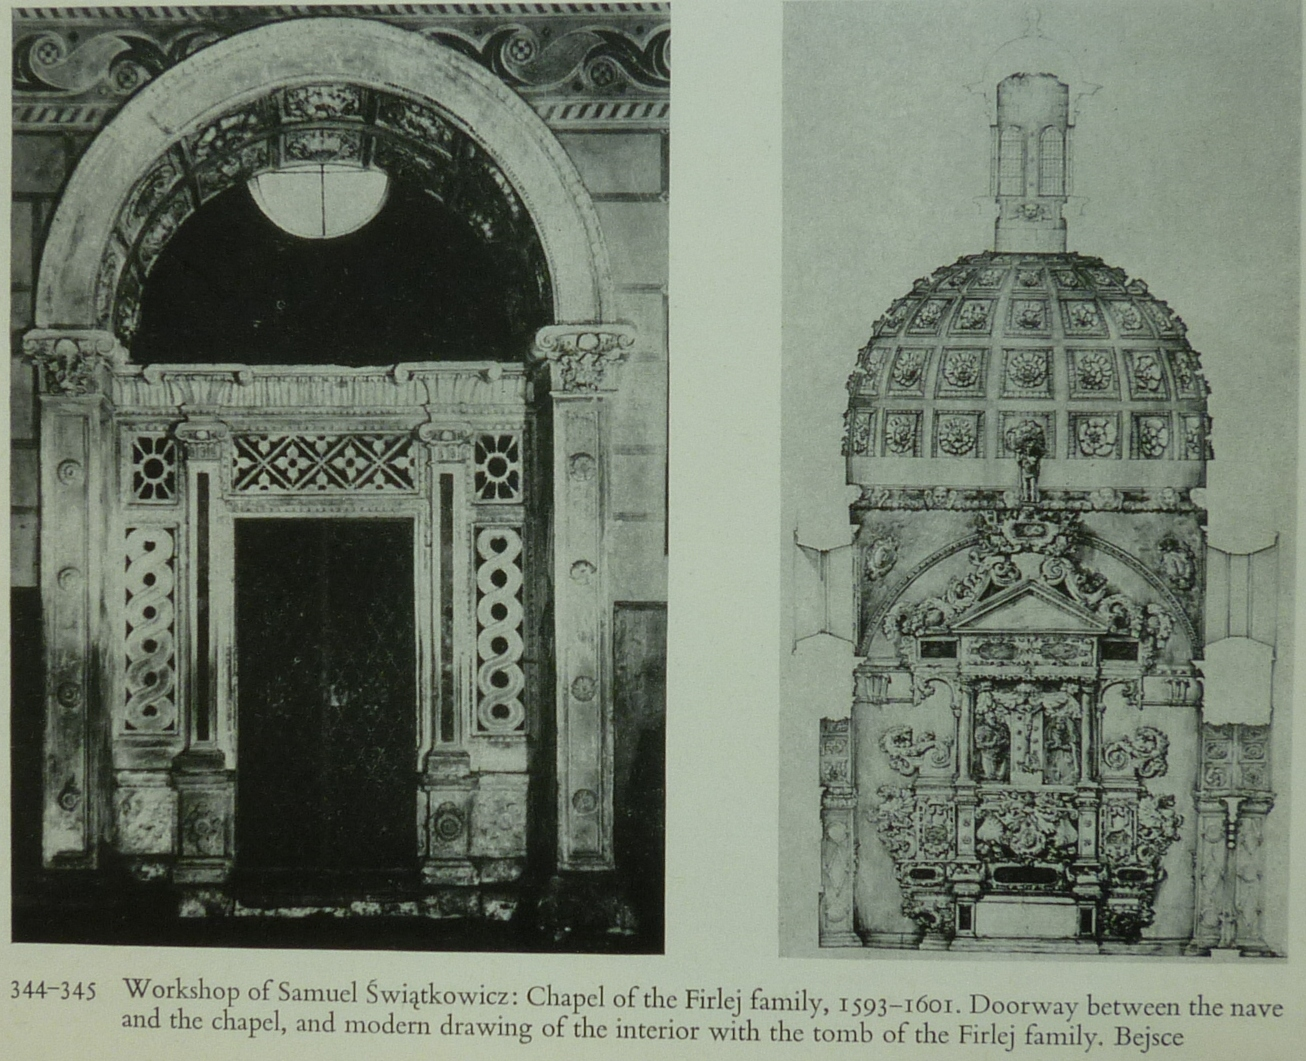 344–345 Workshop of Samuel Świątkowicz: Chapel of the Firlej family, 1593–1601. Doorway between the nave
and the chapel, and modern drawing of the interior with the tomb of the Firlej family. Bejsce